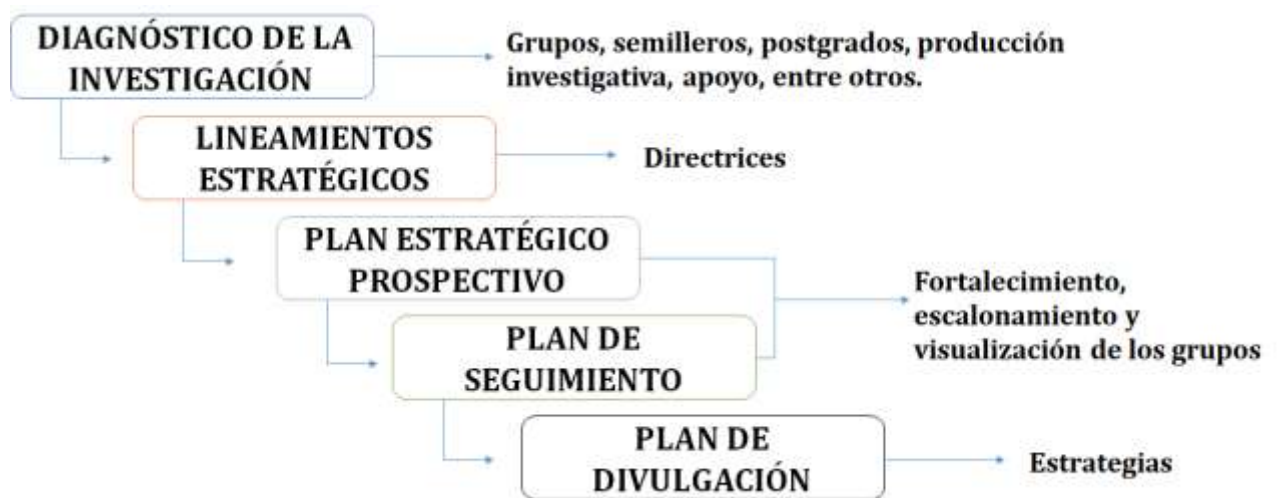 DIAGNÓSTICO DE LA
INVESTIGACIÓN
Grupos, semilleros, postgrados, producción
investigativa, apoyo, entre otros.
LINEAMIENTOS
ESTRATÉGICOS
Directrices
PLAN ESTRATÉGICO
PROSPECTIVO
Fortalecimiento,
escalonamiento y
visualización de los grupos
PLAN DE
SEGUIMIENTO
PLAN DE
DIVULGACIÓN
Estrategias